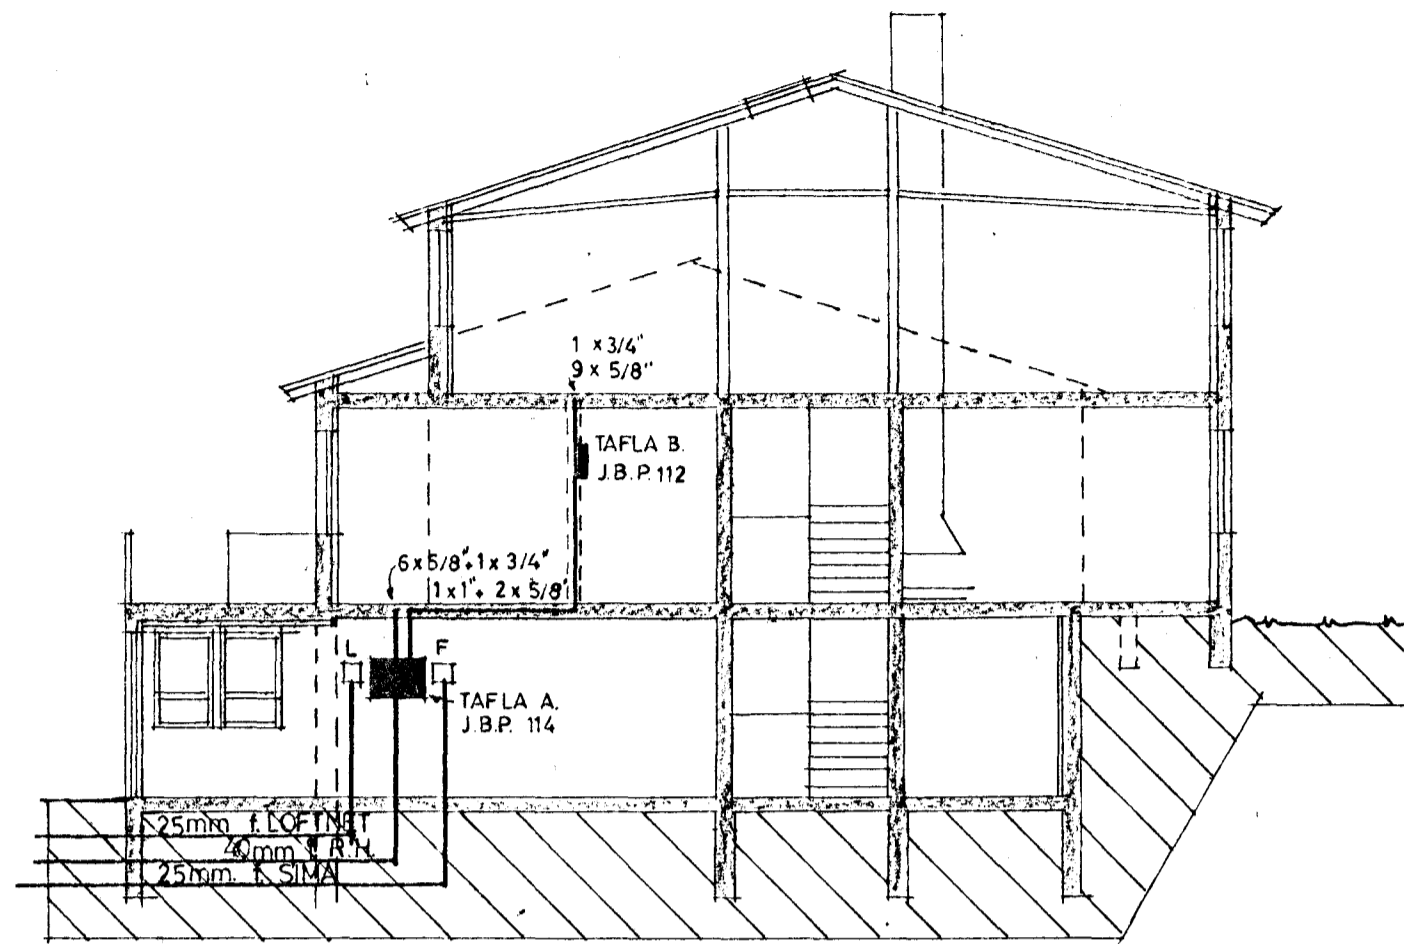 1 x 3/4"
9 x 5/8"
TAFLA B.
J.B.P. 112
6 x 5/8" + 1 x 3/4"
1 x 1" + 2 x 5/8"
L
F
TAFLA A.
J.B.P. 114
25mm f. LOFTNET
40mm f. R.H.
25mm. f. SIMA